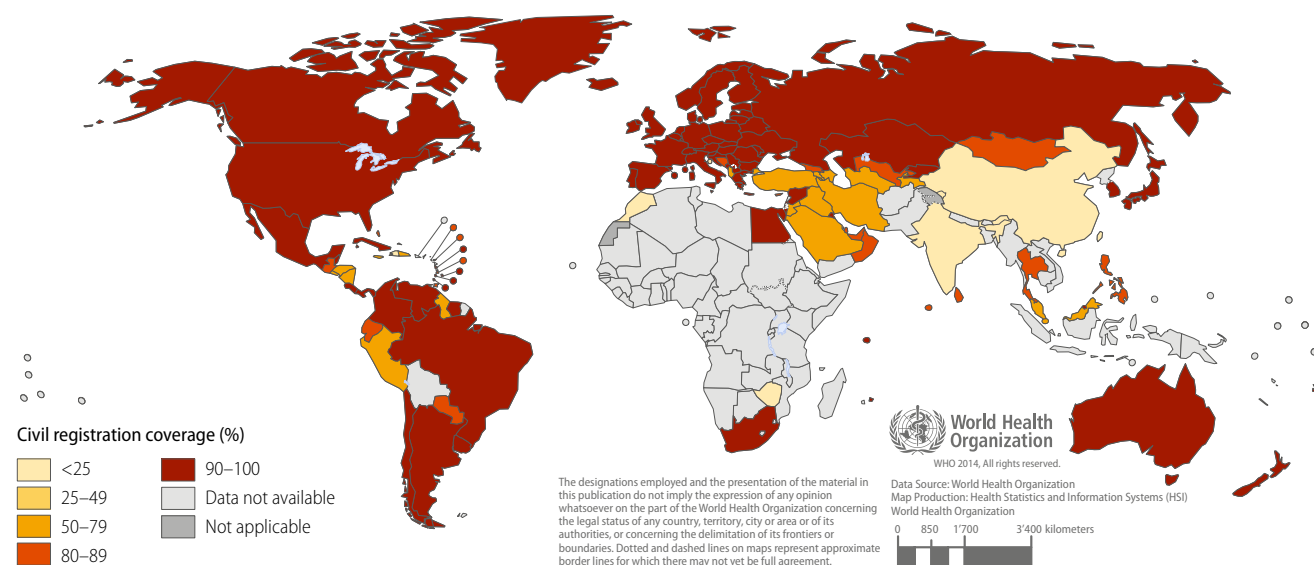 Civil registration coverage (%)
<25
25–49
50–79
80–89
90–100
Data not available
Not applicable
The designations employed and the presentation of the material in
this publication do not imply the expression of any opinion
whatsoever on the part of the World Health Organization concerning
the legal status of any country, territory, city or area or of its
authorities, or concerning the delimitation of its frontiers or
boundaries. Dotted and dashed lines on maps represent approximate
border lines for which there may not yet be full agreement.
World Health
Organization
WHO 2014, All rights reserved.
Data Source: World Health Organization
Map Production: Health Statistics and Information Systems (HSI)
World Health Organization
0 850 1'700 3'400 kilometers